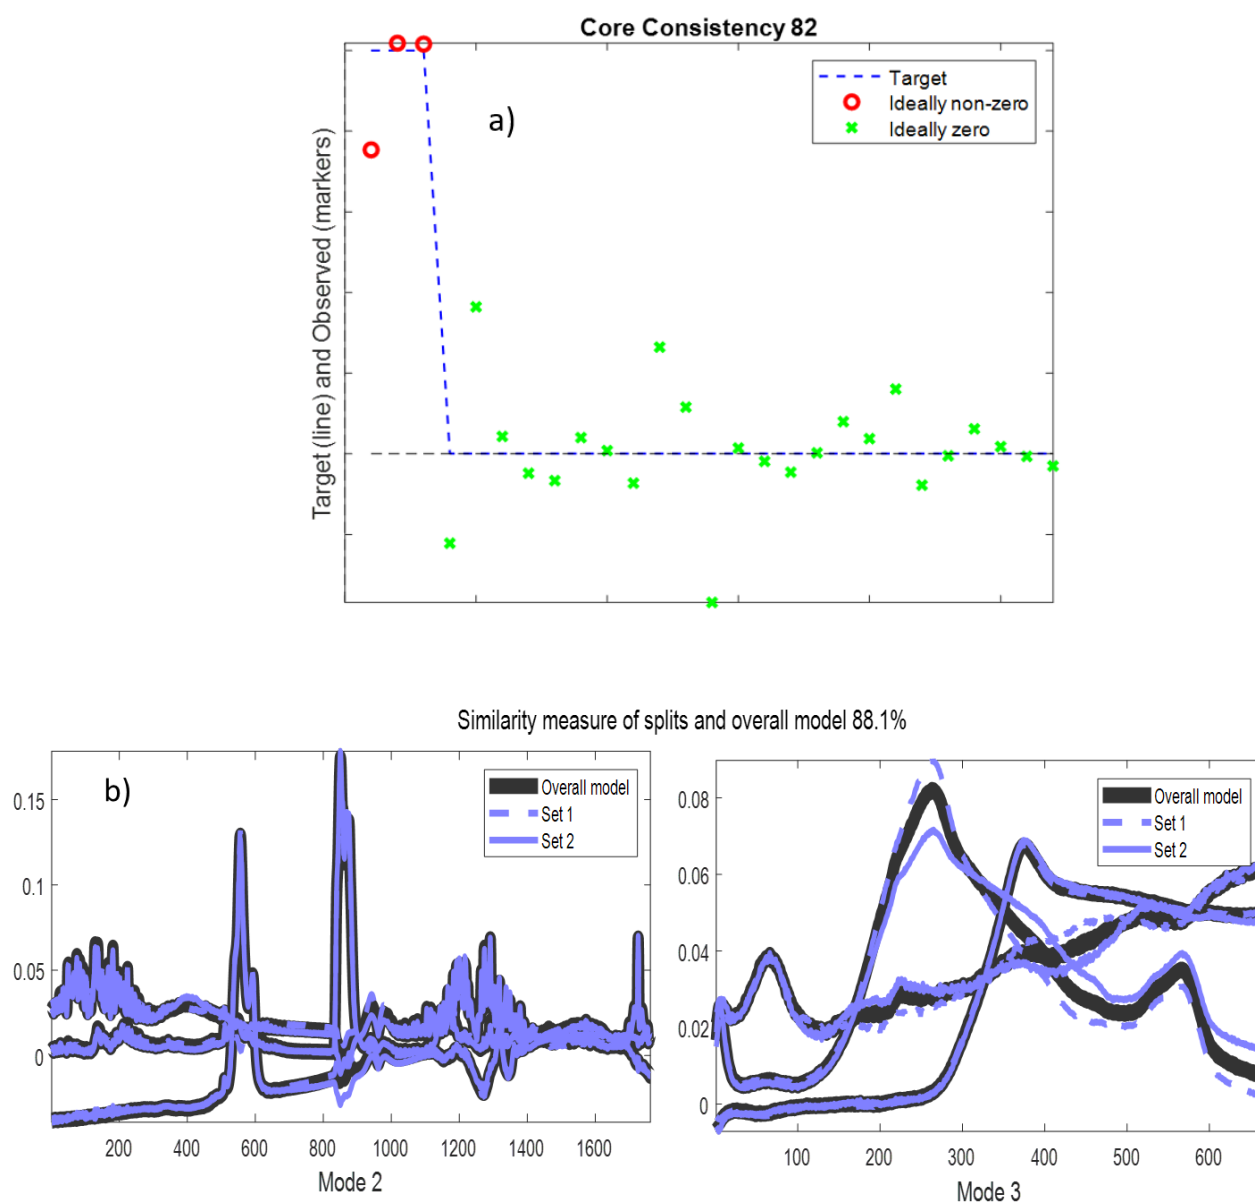 Core Consistency 82
Target (line) and Observed (markers)
a)
Target
Ideally non-zero
Ideally zero
Similarity measure of splits and overall model 88.1%
b)
Overall model
Set 1
Set 2
0.15
0.1
0.05
0
200 400 600 800 1000 1200 1400 1600
Mode 2
Overall model
Set 1
Set 2
0.08
0.06
0.04
0.02
0
100 200 300 400 500 600
Mode 3